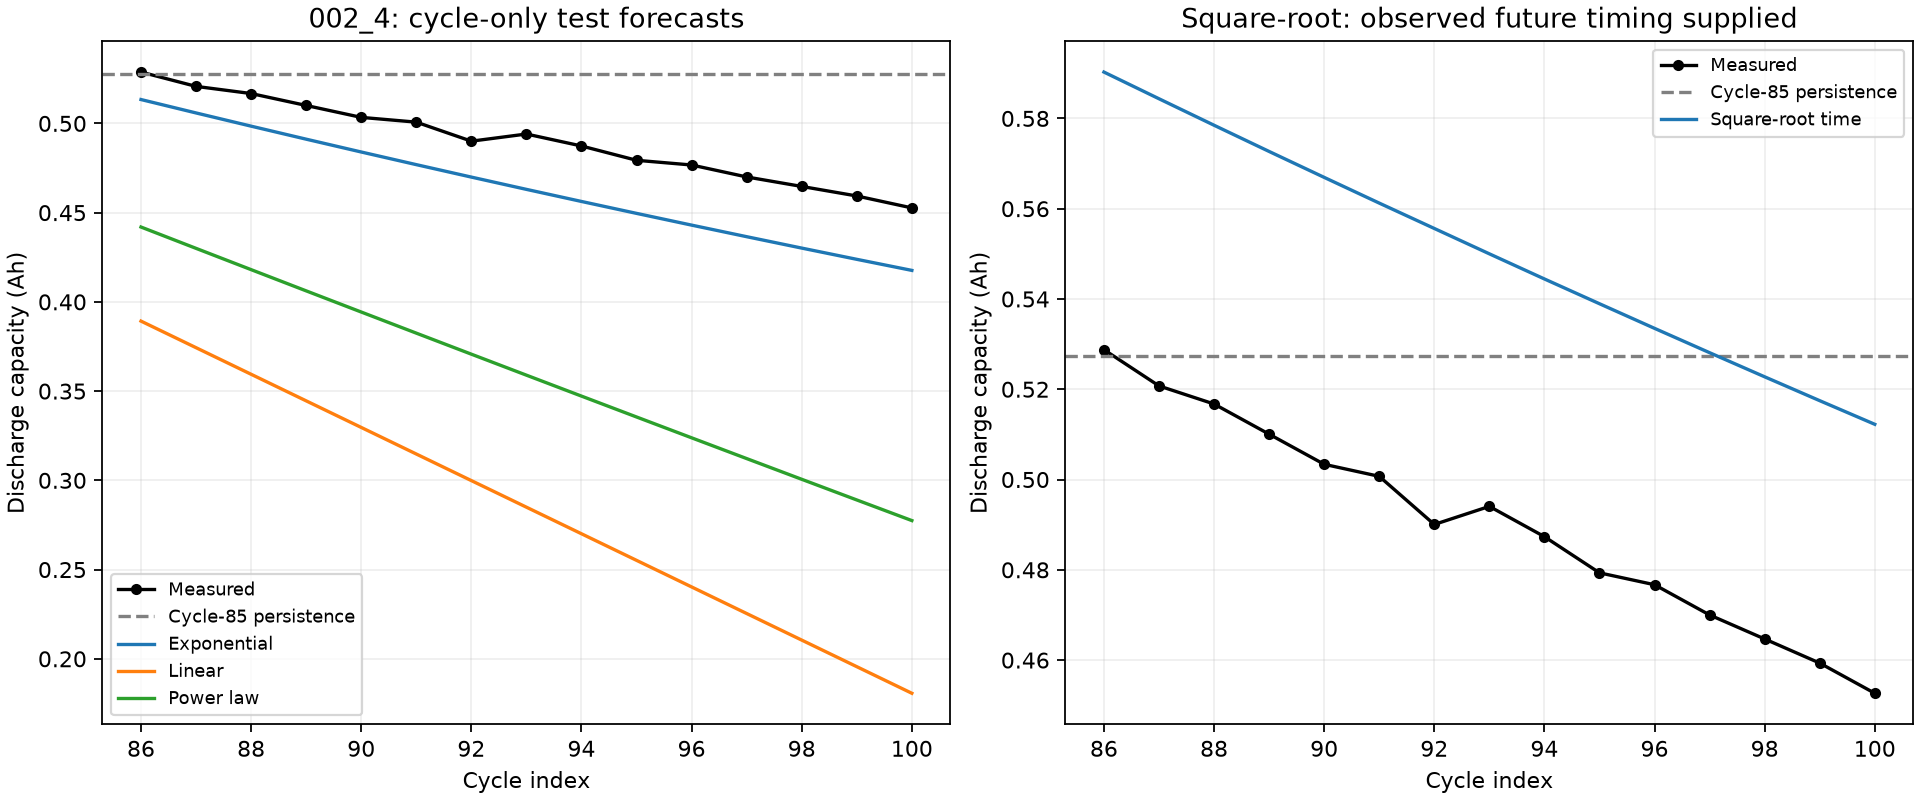 002_4: cycle-only test forecasts
Discharge capacity (Ah)
0.50
0.45
0.40
0.35
0.30
0.25
0.20
Measured
Cycle-85 persistence
Exponential
Linear
Power law
86 88 90 92 94 96 98 100
Cycle index
Square-root: observed future timing supplied
Discharge capacity (Ah)
0.58
0.56
0.54
0.52
0.50
0.48
0.46
Measured
Cycle-85 persistence
Square-root time
86 88 90 92 94 96 98 100
Cycle index